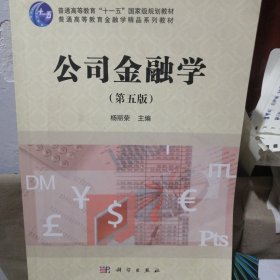 普通高等教育“十一五”国家级规划教材
普通高等教育金融学精品系列教材
公司金融学
(第五版)
杨丽荣 主编
DM
¥
$
£
Pts
科学出版社